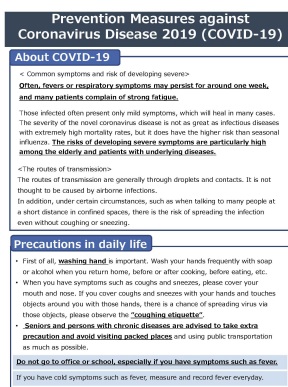 Prevention Measures against
Coronavirus Disease 2019 (COVID-19)
About COVID-19
< Common symptoms and risk of developing severe>
Often, fevers or respiratory symptoms may persist for around one week,
and many patients complain of strong fatigue.
Those infected often present only mild symptoms, which will heal in many cases.
The severity of the novel coronavirus disease is not as great as infectious diseases
with extremely high mortality rates, but it does have the higher risk than seasonal
influenza. The risks of developing severe symptoms are particularly high
among the elderly and patients with underlying diseases.
<The routes of transmission>
The routes of transmission are generally through droplets and contacts. It is not
thought to be caused by airborne infections.
In addition, under certain circumstances, such as when talking to many people at
a short distance in confined spaces, there is the risk of spreading the infection
even without coughing or sneezing.
Precautions in daily life
• First of all, washing hand is important. Wash your hands frequently with soap
or alcohol when you return home, before or after cooking, before eating, etc.
• When you have symptoms such as coughs and sneezes, please cover your
mouth and nose. If you cover coughs and sneezes with your hands and touches
objects around you with those hands, there is a chance of spreading virus via
those objects, please observe the "coughing etiquette".
• Seniors and persons with chronic diseases are advised to take extra
precaution and avoid visiting packed places and using public transportation
as much as possible.
Do not go to office or school, especially if you have symptoms such as fever.
If you have cold symptoms such as fever, measure and record fever everyday.